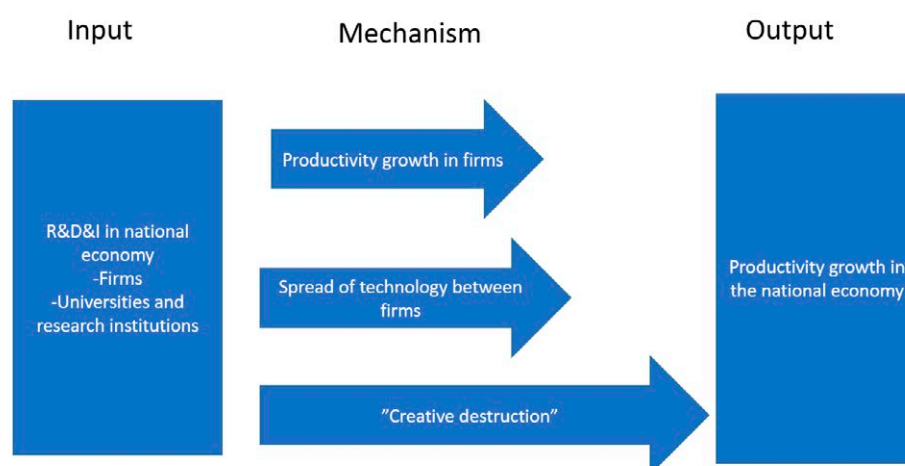 Input
Mechanism
Output
R&D&I in national
economy
-Firms
-Universities and
research institutions
Productivity growth in firms
Spread of technology between
firms
”Creative destruction”
Productivity growth in
the national economy